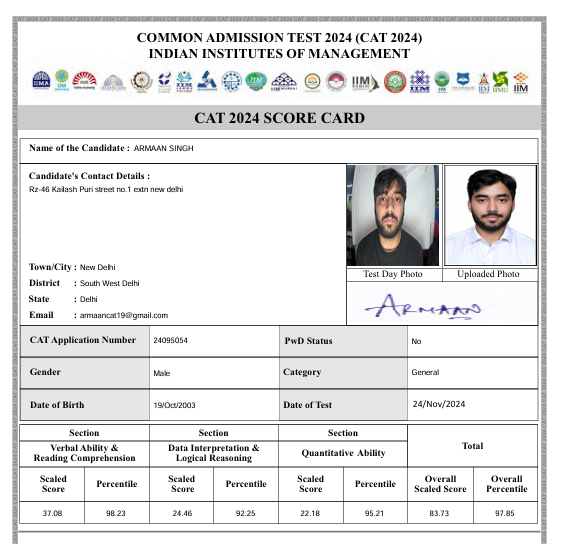 COMMON ADMISSION TEST 2024 (CAT 2024)
INDIAN INSTITUTES OF MANAGEMENT
CAT 2024 SCORE CARD
Name of the Candidate : ARMAAN SINGH
Candidate's Contact Details :
Rz-46 Kailash Puri street no.1 extn new delhi
Town/City : New Delhi
District : South West Delhi
State : Delhi
Email : armaancat19@gmail.com
Test Day Photo Uploaded Photo
ARMAAN
CAT Application Number 24095054 PwD Status No
Gender Male Category General
Date of Birth 19/Oct/2003 Date of Test 24/Nov/2024
Section Section Section Total
Verbal Ability & Reading Comprehension Data Interpretation & Logical Reasoning Quantitative Ability
Scaled Score Percentile Scaled Score Percentile Scaled Score Percentile Overall Scaled Score Overall Percentile
37.08 98.23 24.46 92.25 22.18 95.21 83.73 97.85